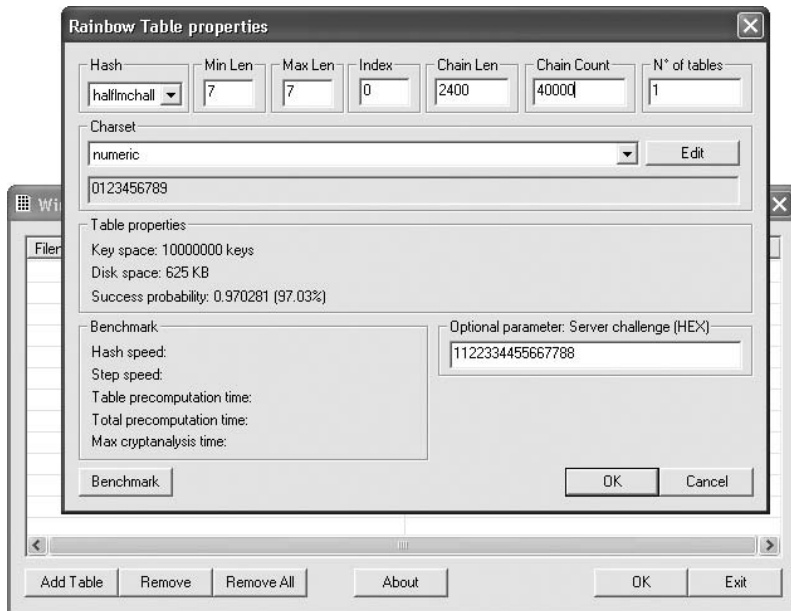 Rainbow Table properties
Hash
Min Len
Max Len
Index
Chain Len
Chain Count
N° of tables
halflmchall
7
7
0
2400
40000
1
Charset
numeric
Edit
0123456789
Table properties
Key space: 10000000 keys
Disk space: 625 KB
Success probability: 0.970281 (97.03%)
Benchmark
Hash speed:
Step speed:
Table precomputation time:
Total precomputation time:
Max cryptanalysis time:
Optional parameter: Server challenge (HEX)
1122334455667788
Benchmark
OK
Cancel
Add Table
Remove
Remove All
About
OK
Exit